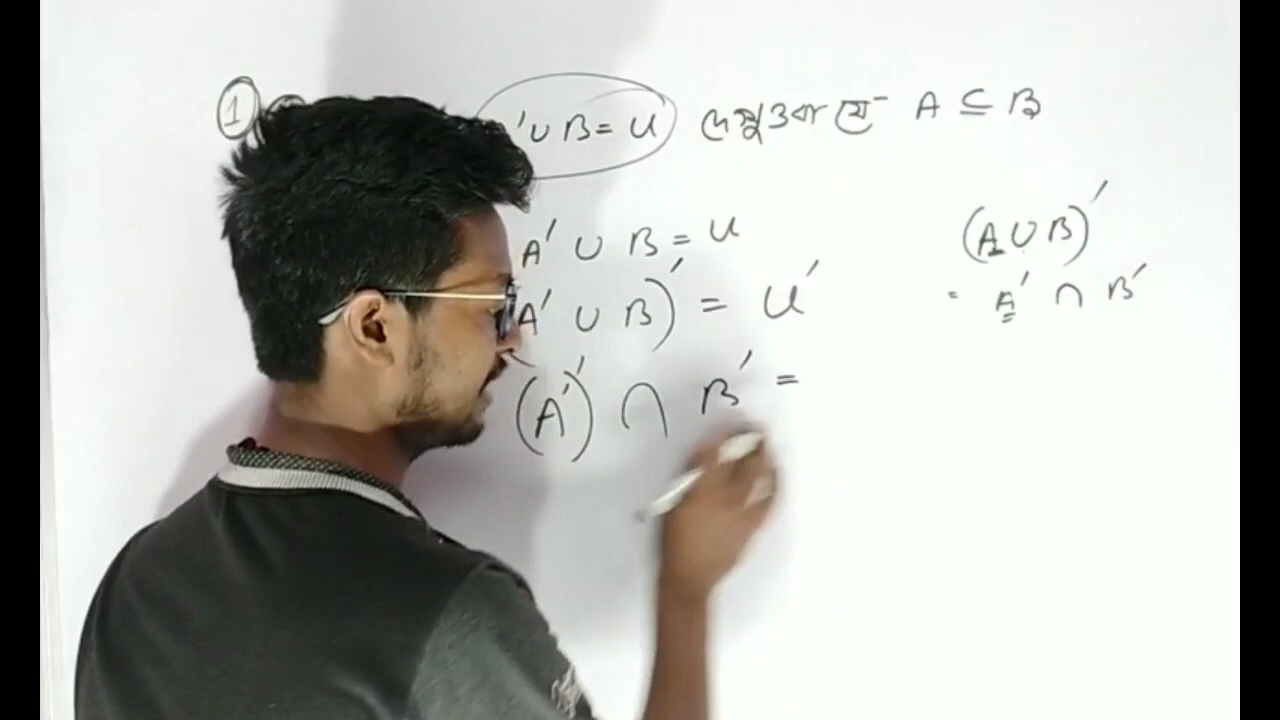 1
' ∪ B = U দেখাও যে A ⊆ B
A' ∪ B = U
(A ∪ B)'
A' ∪ B)' = U'
= A' ∩ B'
(A')' ∩ B' =